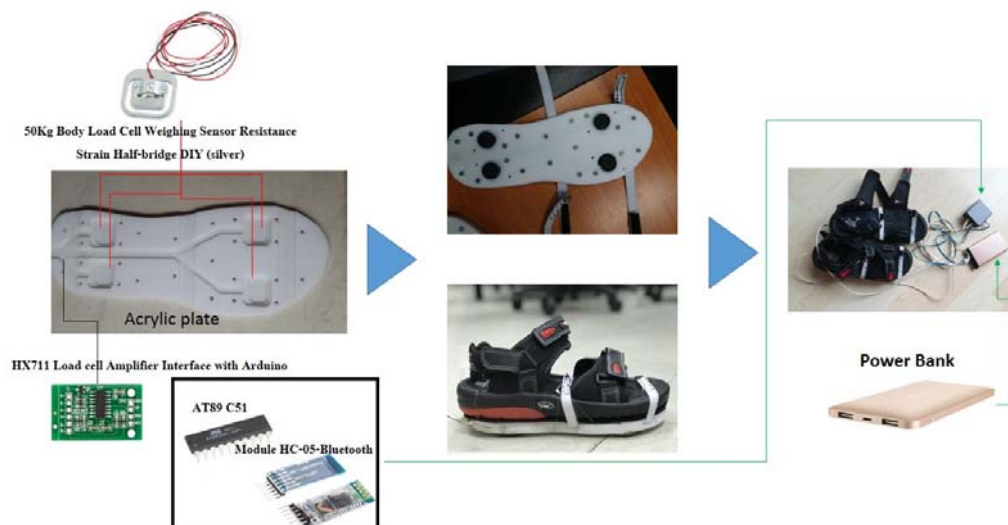 50Kg Body Load Cell Weighing Sensor Resistance
Strain Half-bridge DIY (silver)
Acrylic plate
HX711 Load cell Amplifier Interface with Arduino
AT89 C51
Module HC-05-Bluetooth
Power Bank